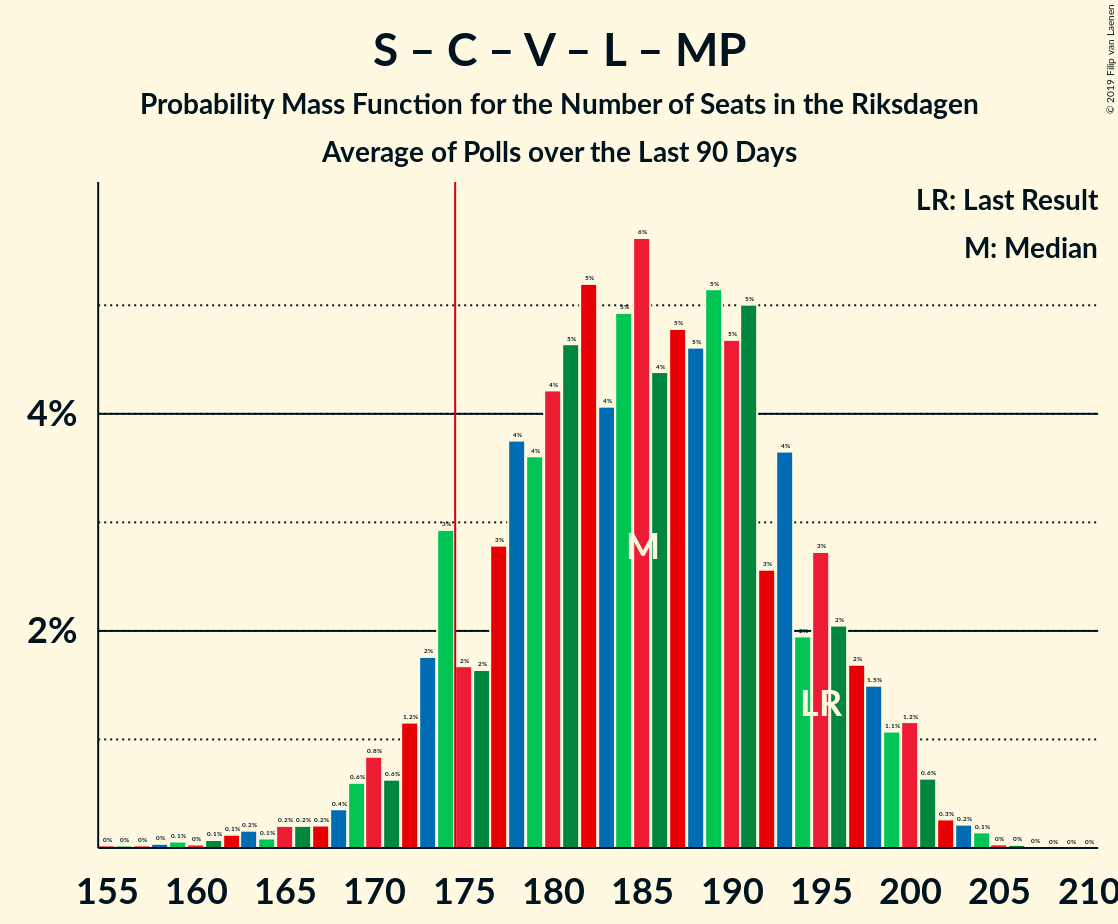 S – C – V – L – MP
Probability Mass Function for the Number of Seats in the Riksdagen
Average of Polls over the Last 90 Days
© 2019 Filip van Laenen
LR: Last Result
M: Median
4%
2%
0% 0% 0% 0% 0.1% 0% 0.1% 0.1% 0.2% 0.1% 0.2% 0.2% 0.2% 0.4% 0.6% 0.8% 0.6% 1.2% 2% 3% 2% 2% 3% 4% 4% 4% 5% 5% 4% 5% 6% 4% 5% 5% 5% 5% 5% 3% 4% 2% 3% 2% 2% 1.5% 1.1% 1.2% 0.6% 0.3% 0.2% 0.1% 0% 0% 0% 0% 0% 0%
M
LR
155 160 165 170 175 180 185 190 195 200 205 210